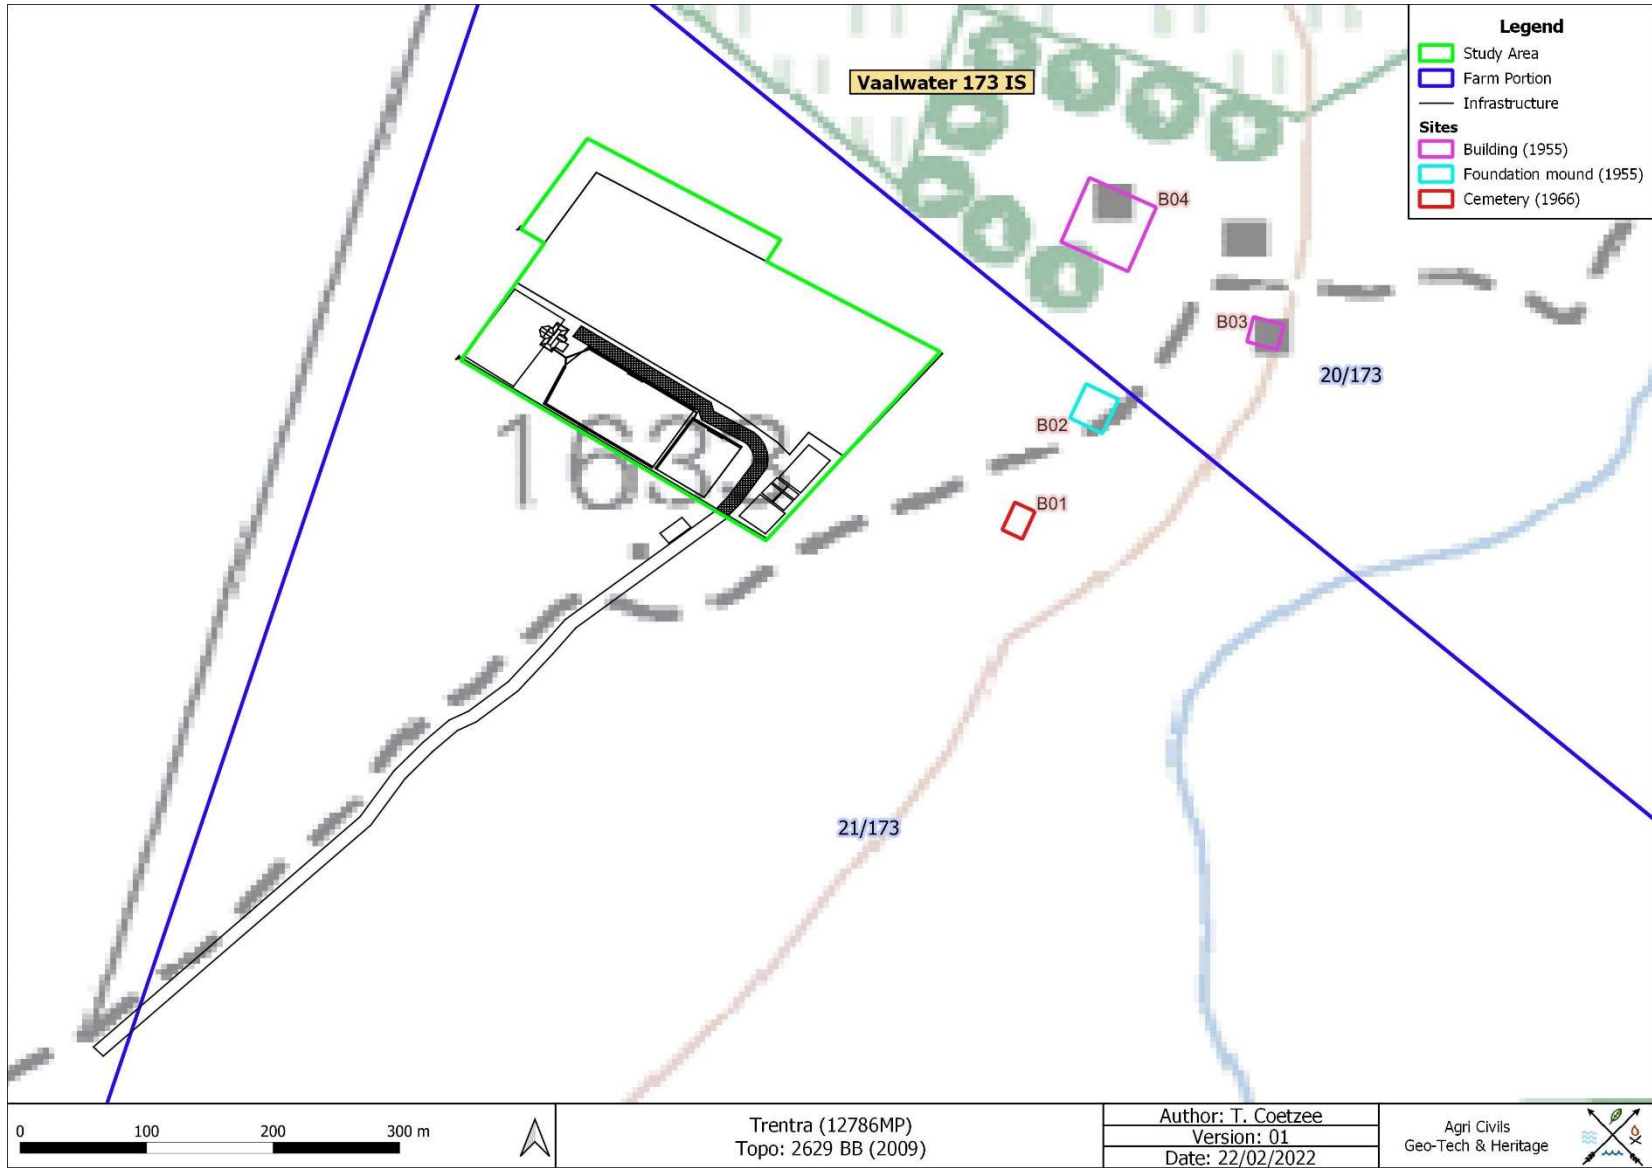 Vaalwater 173 IS
Legend
Study Area
Farm Portion
Infrastructure
Sites
Building (1955)
Foundation mound (1955)
Cemetery (1966)
B04
B03
20/173
B02
B01
21/173
0 100 200 300 m
Trentra (12786MP)
Topo: 2629 BB (2009)
Author: T. Coetzee
Version: 01
Date: 22/02/2022
Agri Civils
Geo-Tech & Heritage